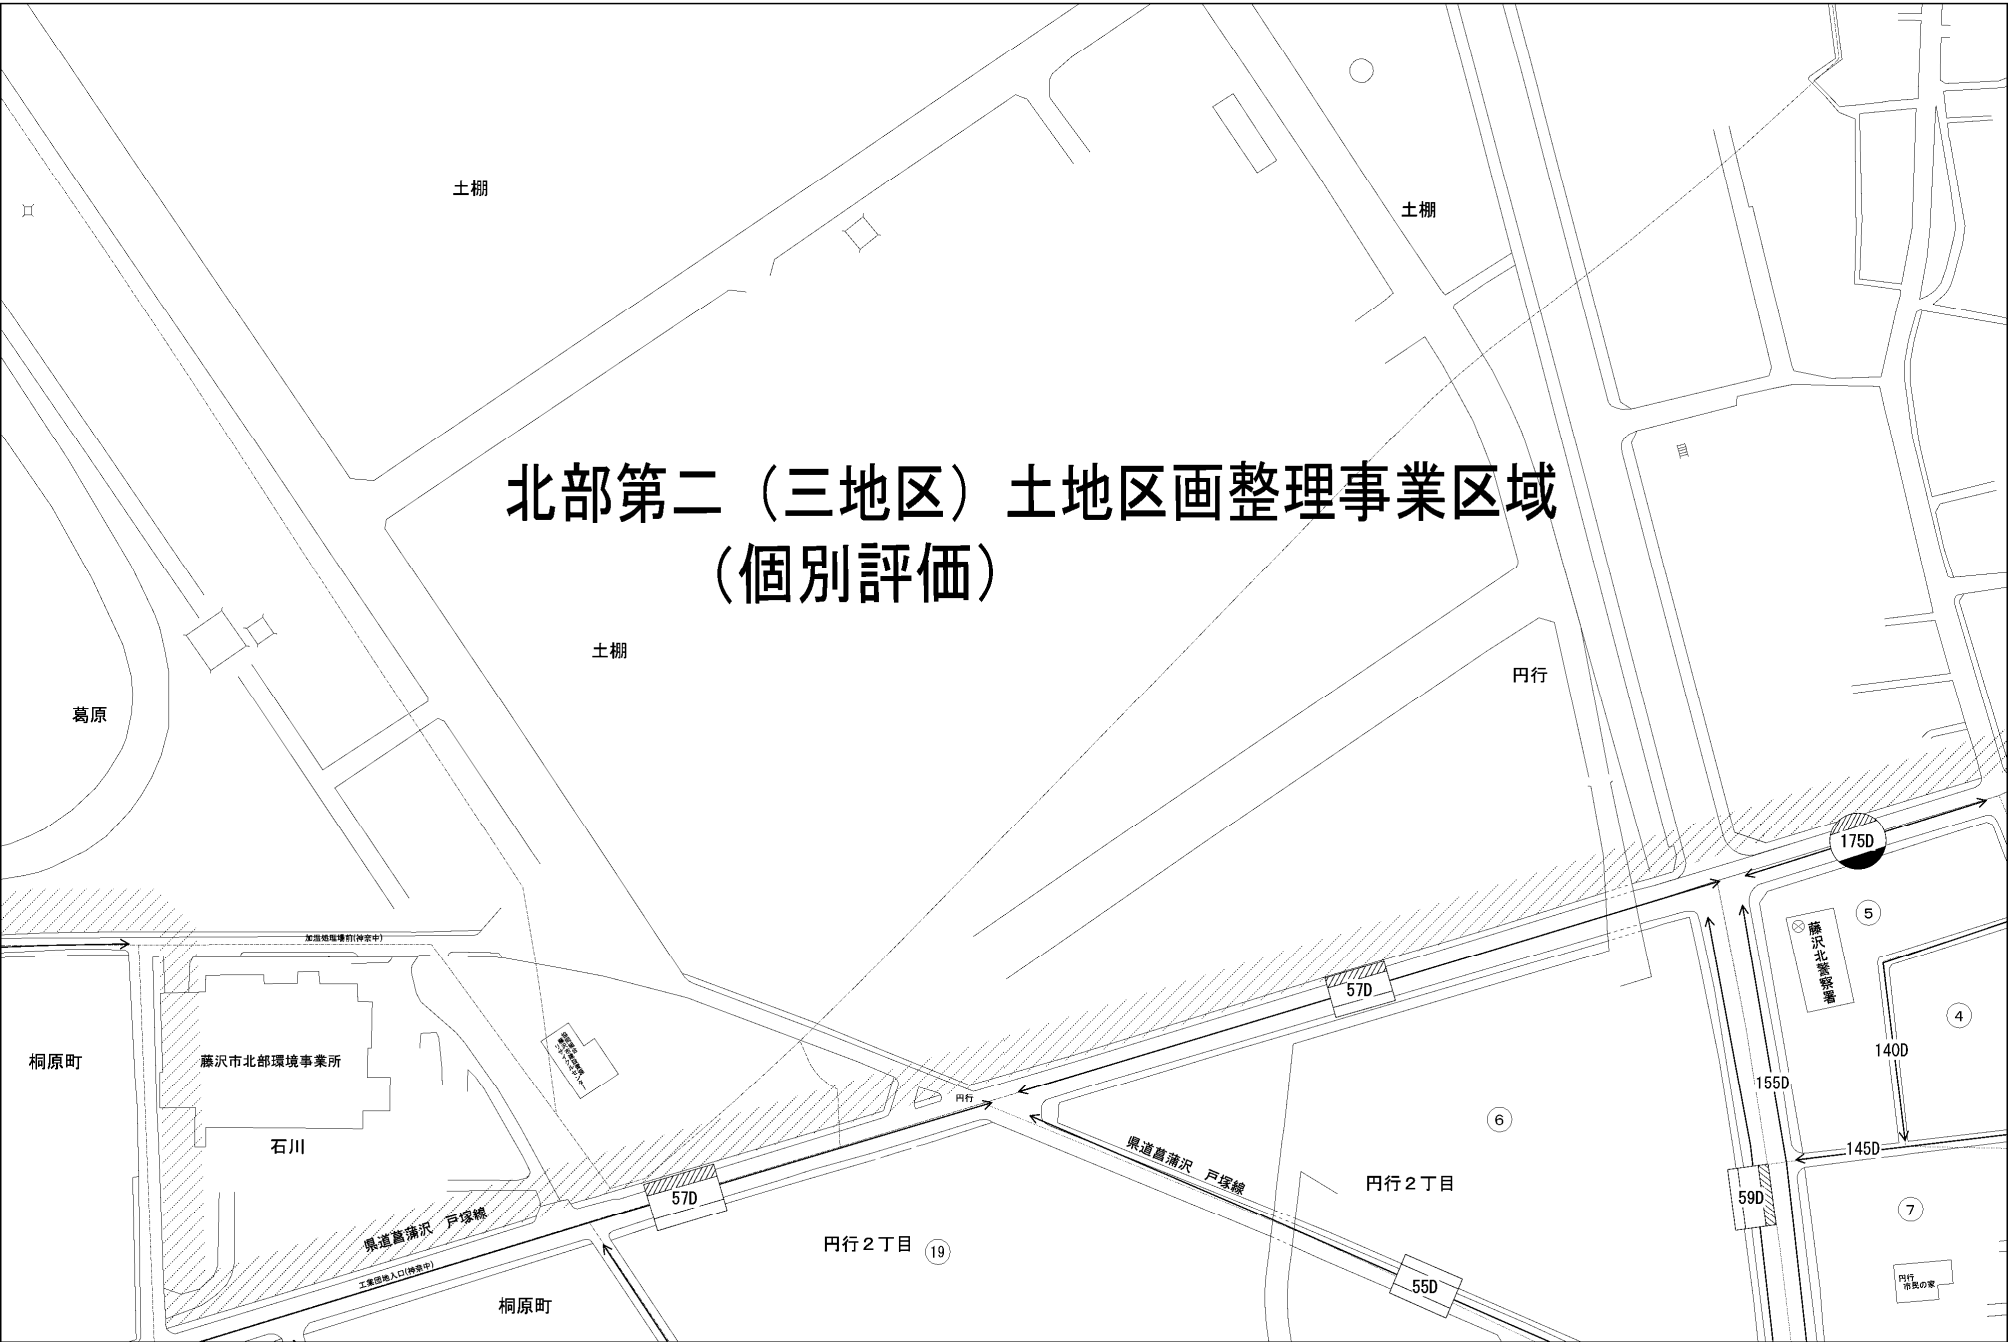 土棚
土棚
北部第二（三地区）土地区画整理事業区域
（個別評価）
土棚
円行
葛原
175D
⑤
藤沢北警察署
57D
④
加温処理場前(神奈中)
桐原町
藤沢市北部環境事業所
140D
155D
円行
⑥
石川
県道菖蒲沢　戸塚線
145D
円行２丁目
57D
59D
⑦
県道菖蒲沢　戸塚線
円行２丁目
⑲
工業団地入口(神奈中)
55D
円行
市民の家
桐原町